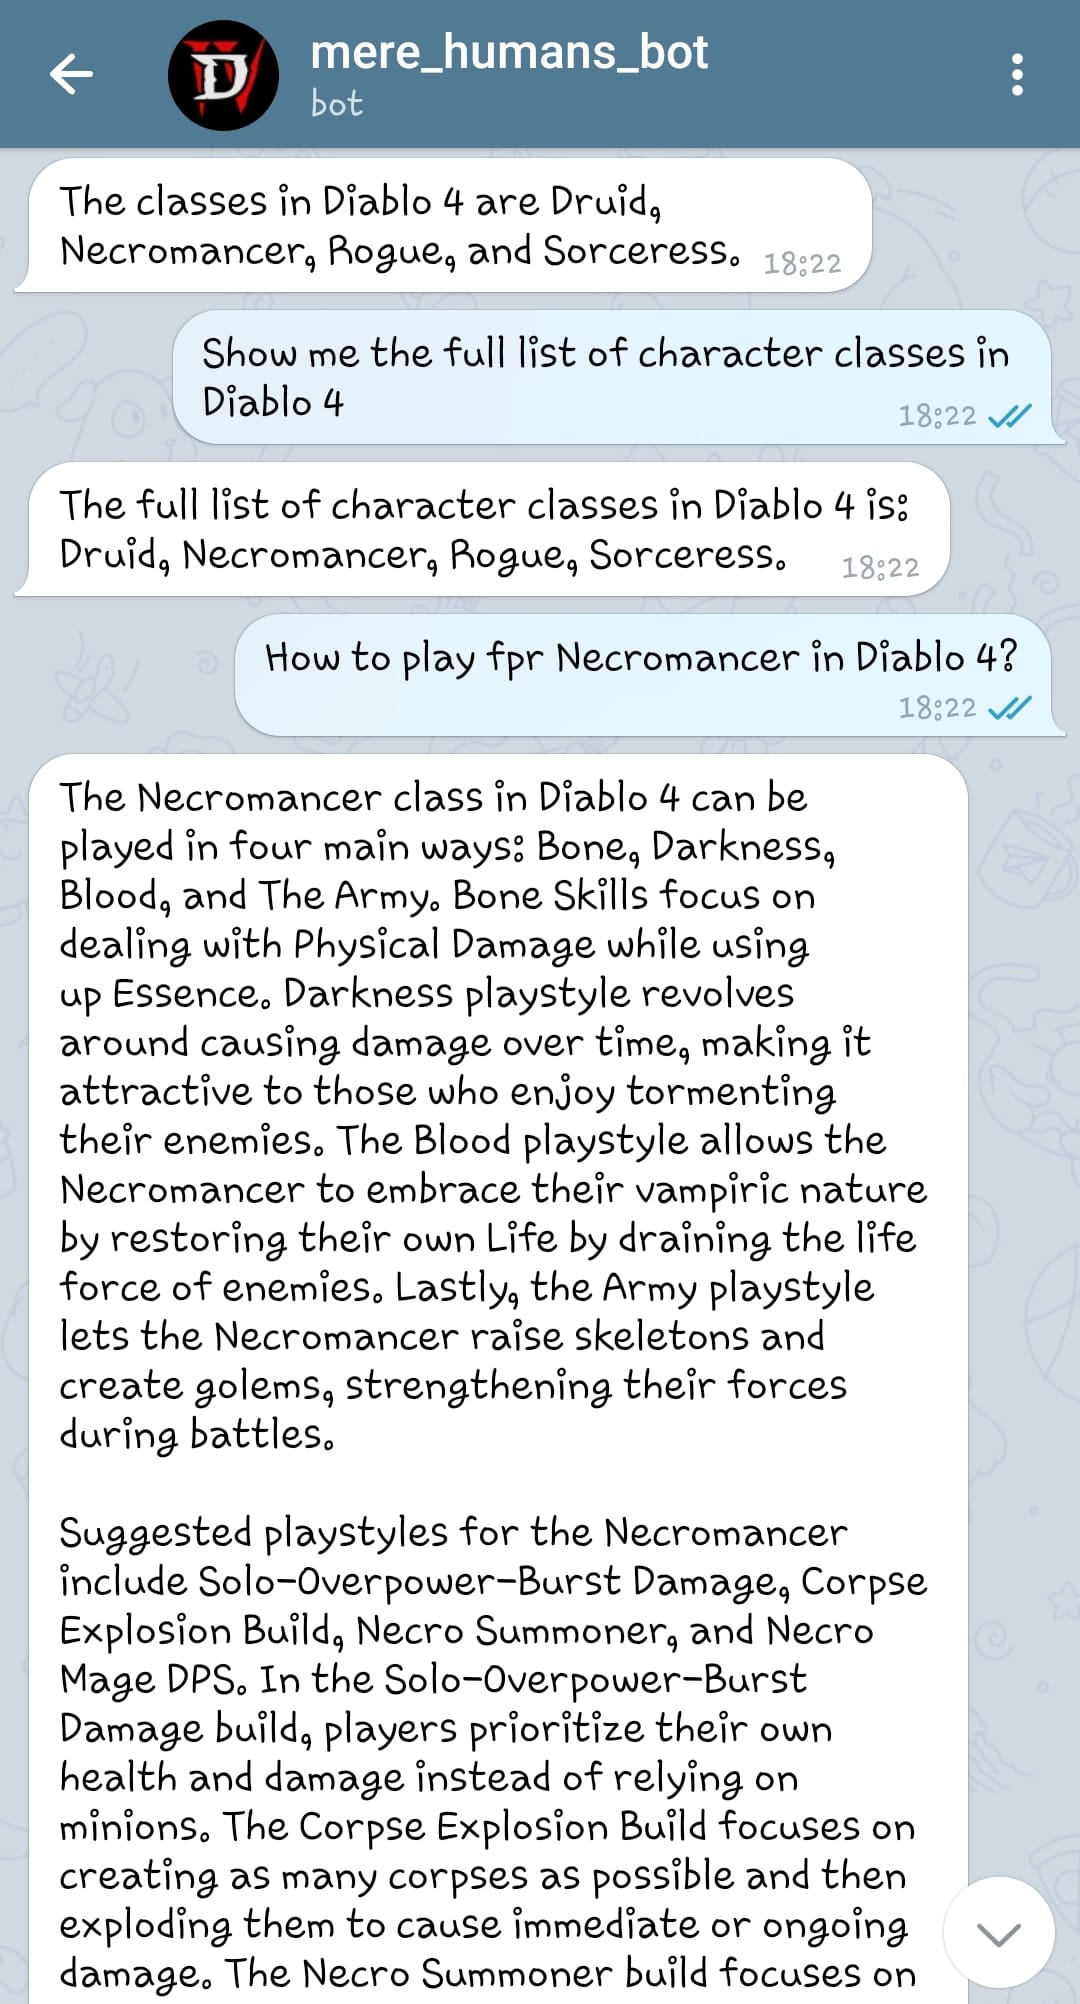 mere_humans_bot
bot
The classes in Diablo 4 are Druid,
Necromancer, Rogue, and Sorceress. 18:22
Show me the full list of character classes in
Diablo 4
18:22
The full list of character classes in Diablo 4 is:
Druid, Necromancer, Rogue, Sorceress. 18:22
How to play fpr Necromancer in Diablo 4?
18:22
The Necromancer class in Diablo 4 can be
played in four main ways: Bone, Darkness,
Blood, and The Army. Bone Skills focus on
dealing with Physical Damage while using
up Essence. Darkness playstyle revolves
around causing damage over time, making it
attractive to those who enjoy tormenting
their enemies. The Blood playstyle allows the
Necromancer to embrace their vampiric nature
by restoring their own Life by draining the life
force of enemies. Lastly, the Army playstyle
lets the Necromancer raise skeletons and
create golems, strengthening their forces
during battles.
Suggested playstyles for the Necromancer
include Solo-Overpower-Burst Damage, Corpse
Explosion Build, Necro Summoner, and Necro
Mage DPS. In the Solo-Overpower-Burst
Damage build, players prioritize their own
health and damage instead of relying on
minions. The Corpse Explosion Build focuses on
creating as many corpses as possible and then
exploding them to cause immediate or ongoing
damage. The Necro Summoner build focuses on